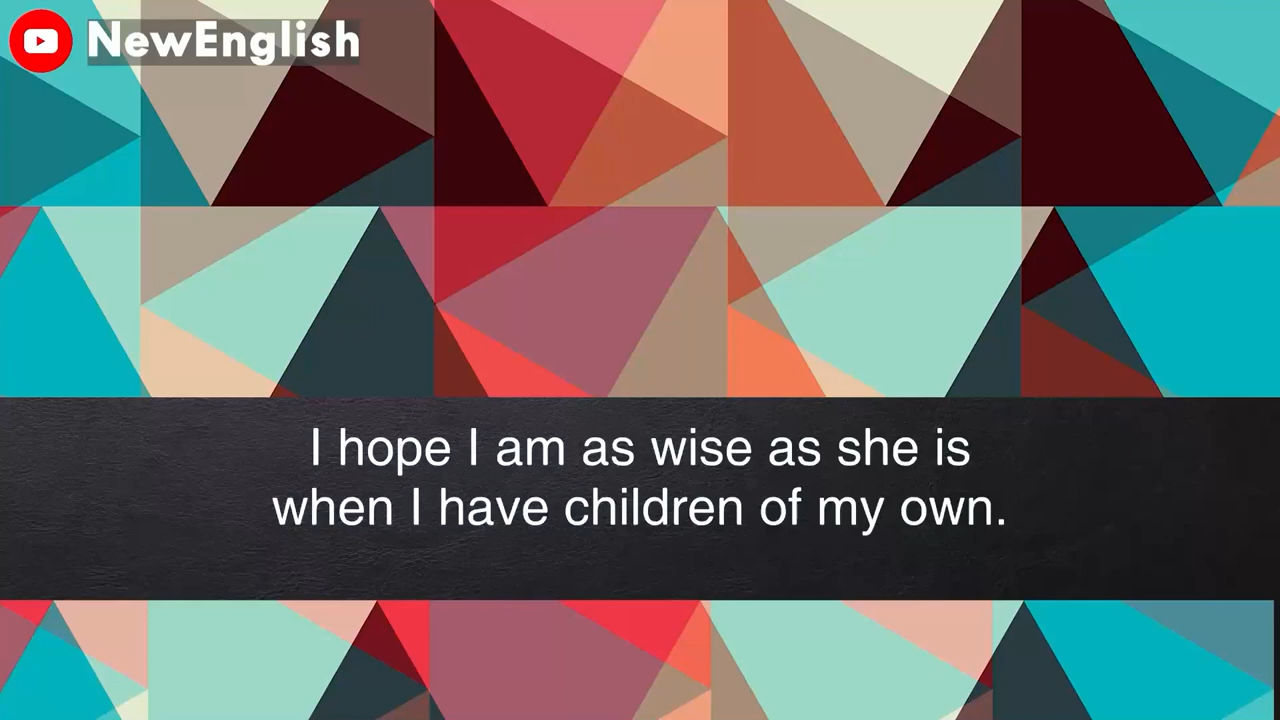 NewEnglish
I hope I am as wise as she is
when I have children of my own.